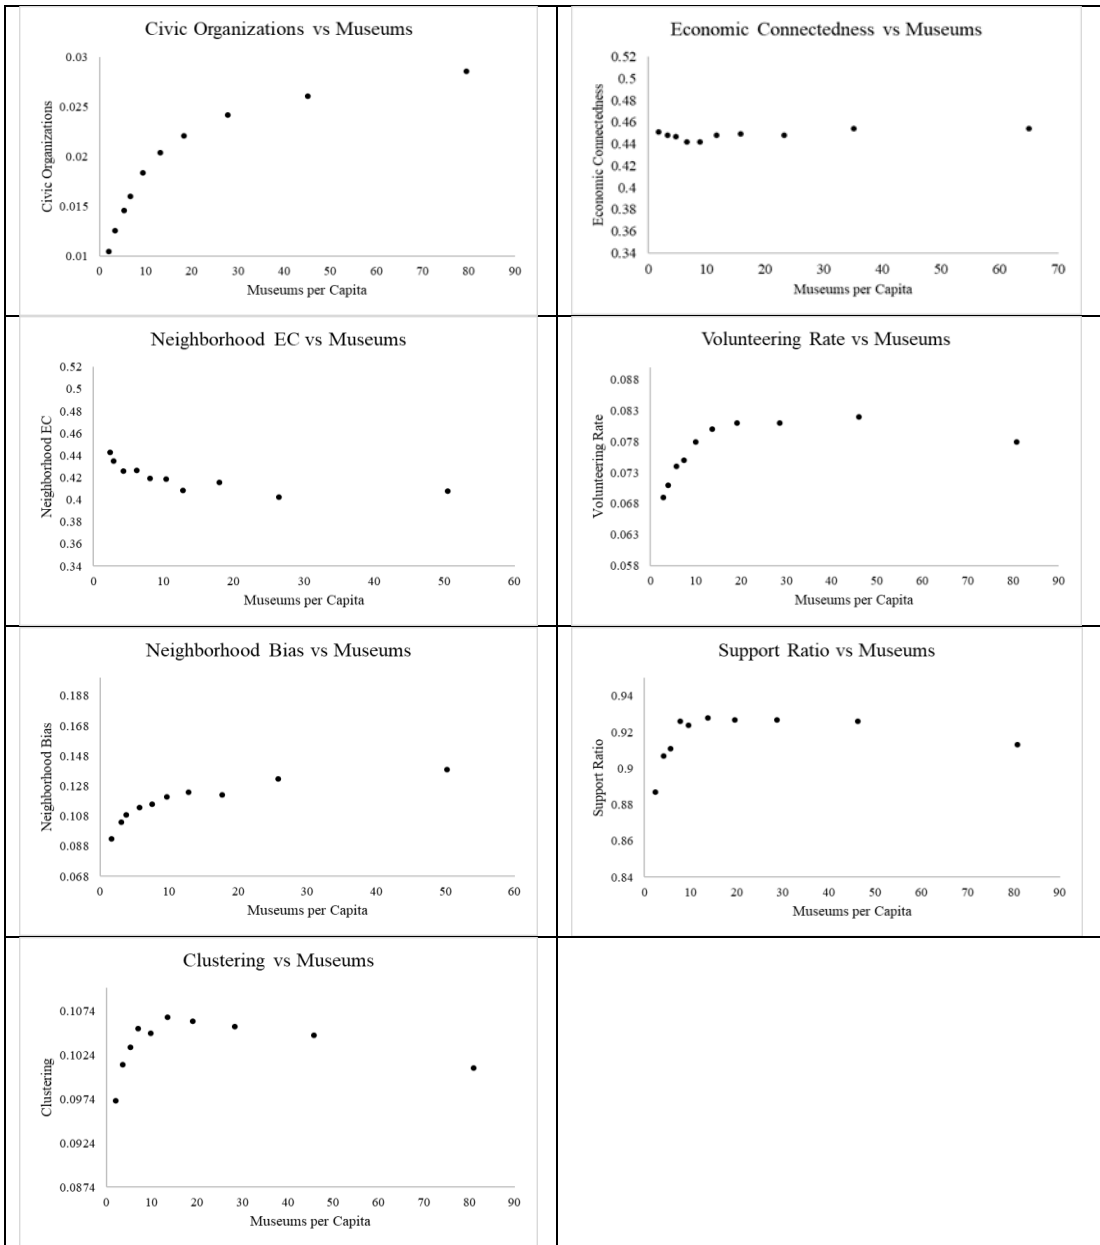 Civic Organizations vs Museums
0.03
0.025
0.02
0.015
0.01
Civic Organizations
0 10 20 30 40 50 60 70 80 90
Museums per Capita
Economic Connectedness vs Museums
0.52
0.5
0.48
0.46
0.44
0.42
0.4
0.38
0.36
0.34
Economic Connectedness
0 10 20 30 40 50 60 70
Museums per Capita
Neighborhood EC vs Museums
0.52
0.5
0.48
0.46
0.44
0.42
0.4
0.38
0.36
0.34
Neighborhood EC
0 10 20 30 40 50 60
Museums per Capita
Volunteering Rate vs Museums
0.088
0.083
0.078
0.073
0.068
0.063
0.058
Volunteering Rate
0 10 20 30 40 50 60 70 80 90
Museums per Capita
Neighborhood Bias vs Museums
0.188
0.168
0.148
0.128
0.108
0.088
0.068
Neighborhood Bias
0 10 20 30 40 50 60
Museums per Capita
Support Ratio vs Museums
0.94
0.92
0.9
0.88
0.86
0.84
Support Ratio
0 10 20 30 40 50 60 70 80 90
Museums per Capita
Clustering vs Museums
0.1074
0.1024
0.0974
0.0924
0.0874
Clustering
0 10 20 30 40 50 60 70 80 90
Museums per Capita